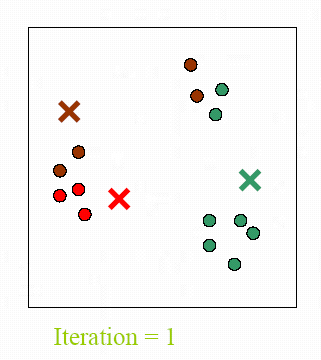 Iteration = 1